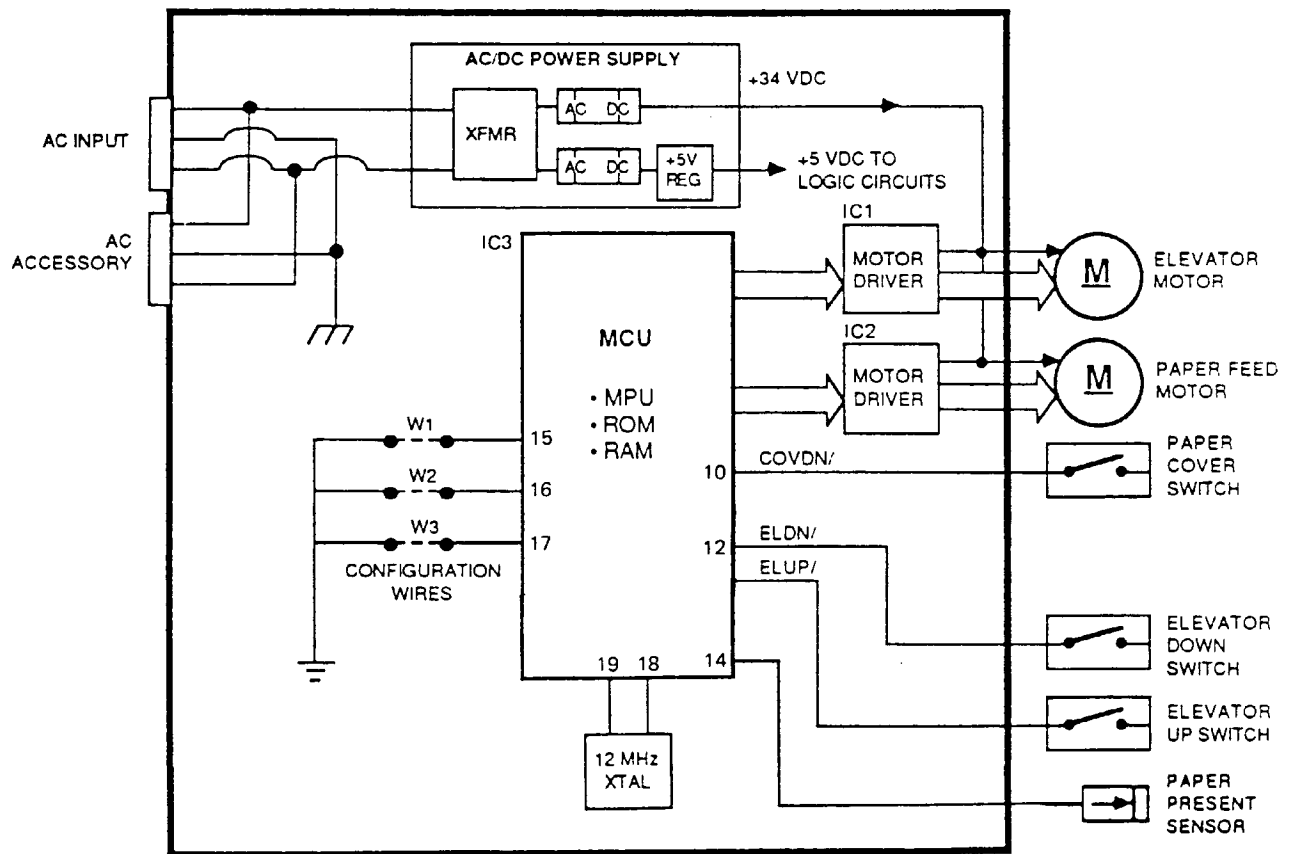 AC/DC POWER SUPPLY
+34 VDC
AC INPUT
XFMR
AC DC
AC DC
+5V
REG
+5 VDC TO
LOGIC CIRCUITS
AC
ACCESSORY
IC3
IC1
MOTOR
DRIVER
M
ELEVATOR
MOTOR
MCU
• MPU
• ROM
• RAM
IC2
MOTOR
DRIVER
M
PAPER FEED
MOTOR
W1
15
W2
16
W3
17
CONFIGURATION
WIRES
10
COVDN/
PAPER
COVER
SWITCH
12
ELDN/
ELUP/
ELEVATOR
DOWN
SWITCH
14
ELEVATOR
UP SWITCH
19 18
12 MHz
XTAL
PAPER
PRESENT
SENSOR